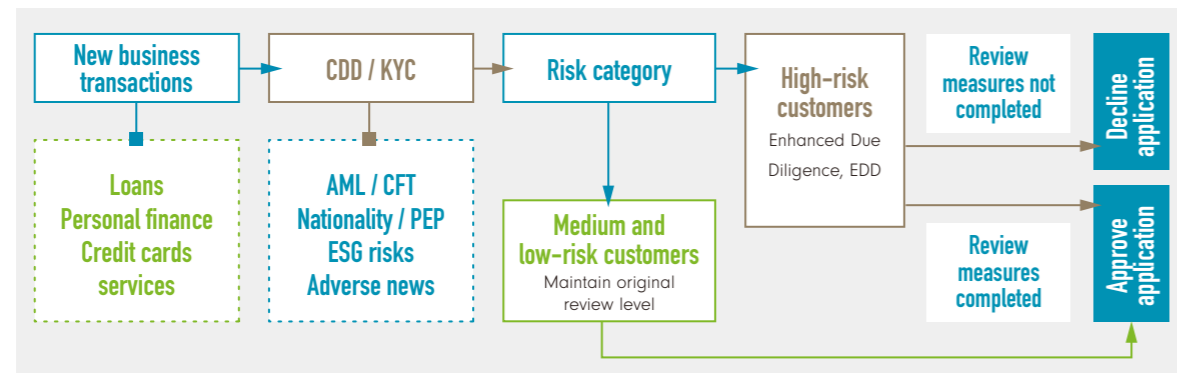 New business
transactions
CDD / KYC
Risk category
High-risk
customers
Enhanced Due
Diligence, EDD
Review
measures not
completed
Decline
application
Loans
Personal finance
Credit cards
services
AML / CFT
Nationality / PEP
ESG risks
Adverse news
Medium and
low-risk customers
Maintain original
review level
Review
measures
completed
Approve
application